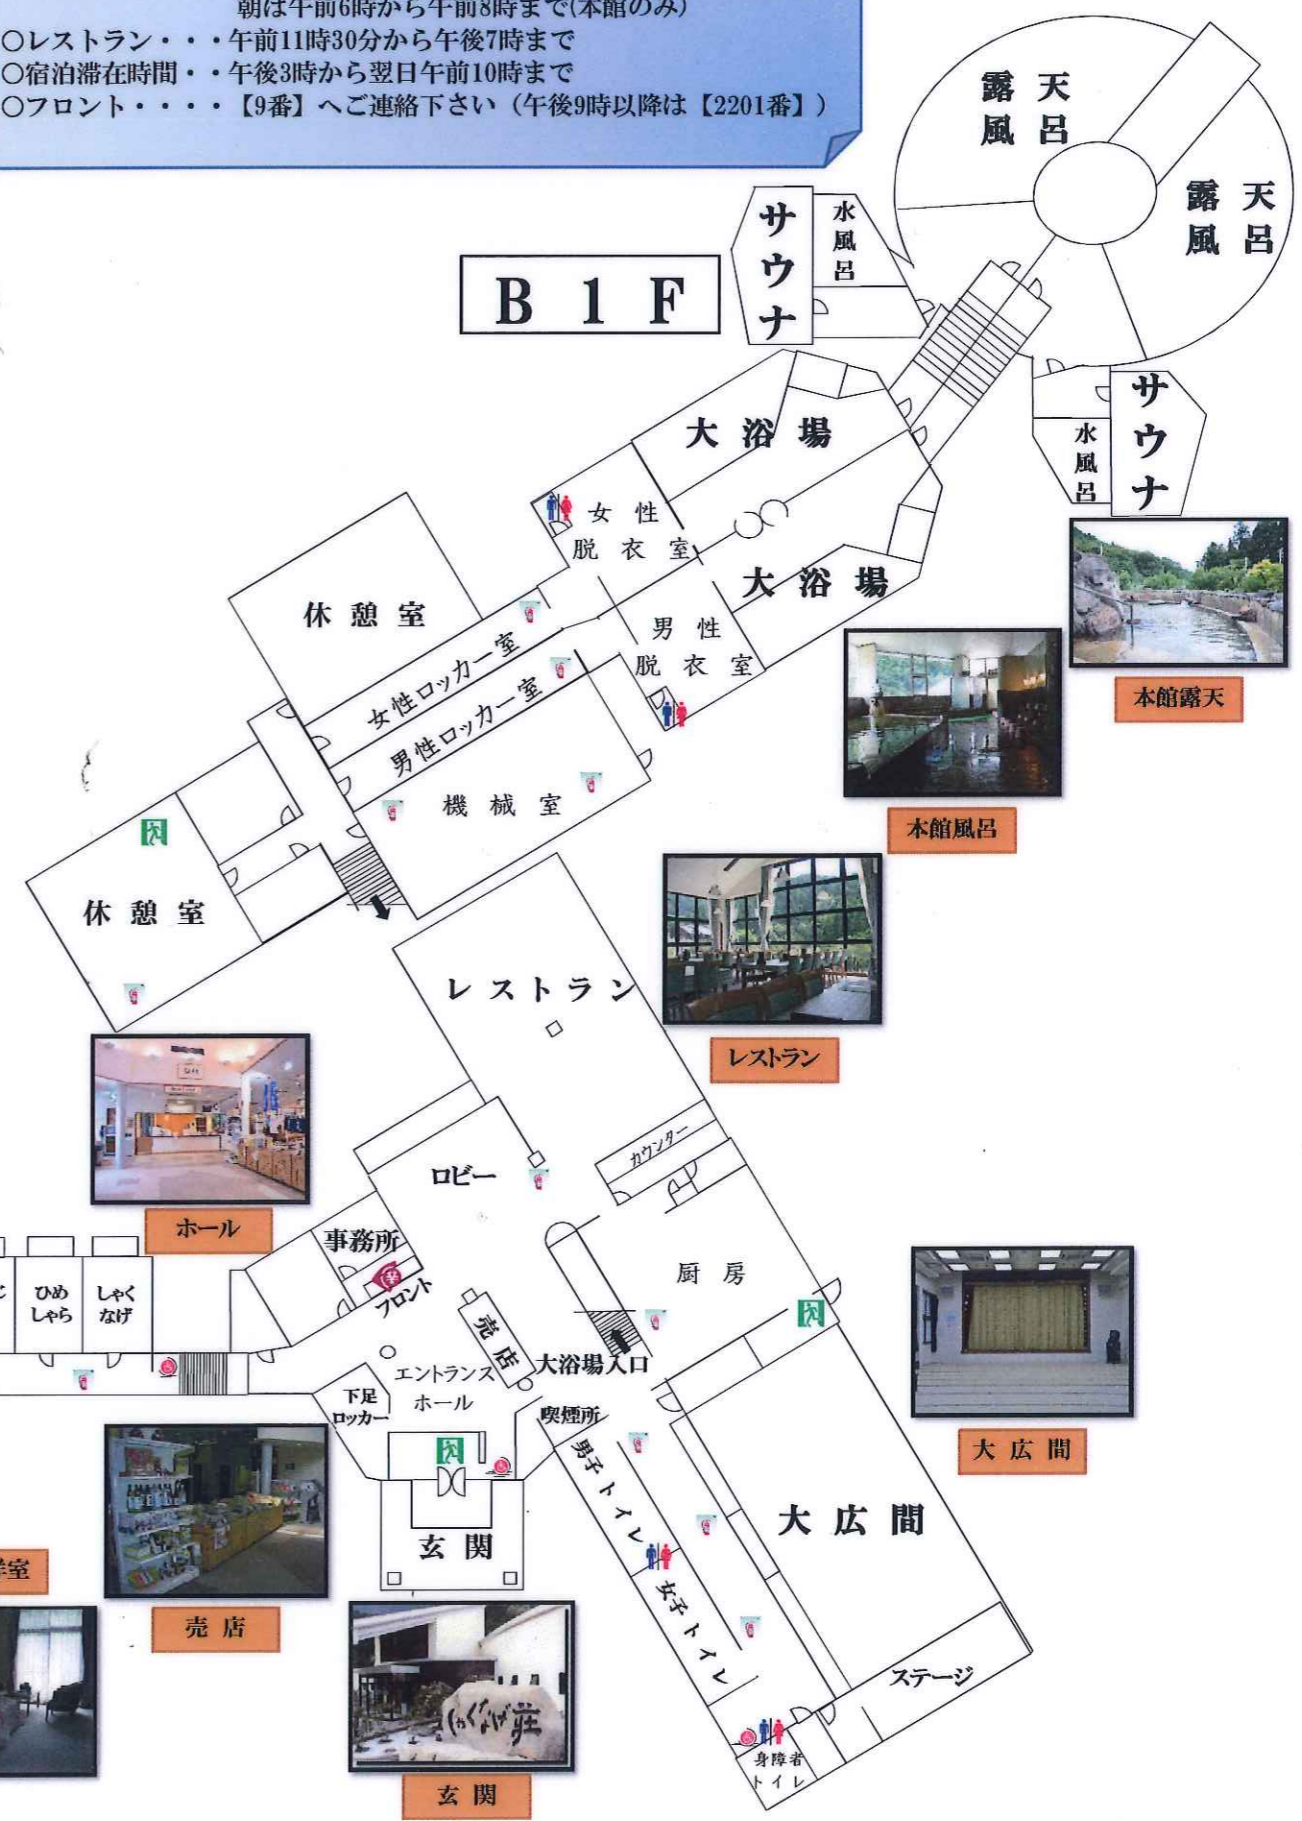 朝は午前6時から午前8時まで(本館のみ)
○レストラン・・・午前11時30分から午後7時まで
○宿泊滞在時間・・午後3時から翌日午前10時まで
○フロント・・・・【9番】へご連絡下さい（午後9時以降は【2201番】）
露天
風呂
露天
風呂
サウナ
水風呂
B1F
サウナ
水風呂
大浴場
女性
脱衣室
大浴場
休憩室
男性
脱衣室
女性ロッカー室
男性ロッカー室
本館露天
機械室
本館風呂
休憩室
レストラン
レストラン
カウンター
ロビー
ホール
事務所
フロント
厨房
ひめ
しゃら
しゃく
なげ
売店
大浴場入口
エントランス
ホール
下足
ロッカー
喫煙所
男子トイレ
大広間
大広間
玄関
女子トイレ
洋室
売店
しゃくなげ荘
ステージ
身障者
トイレ
玄関